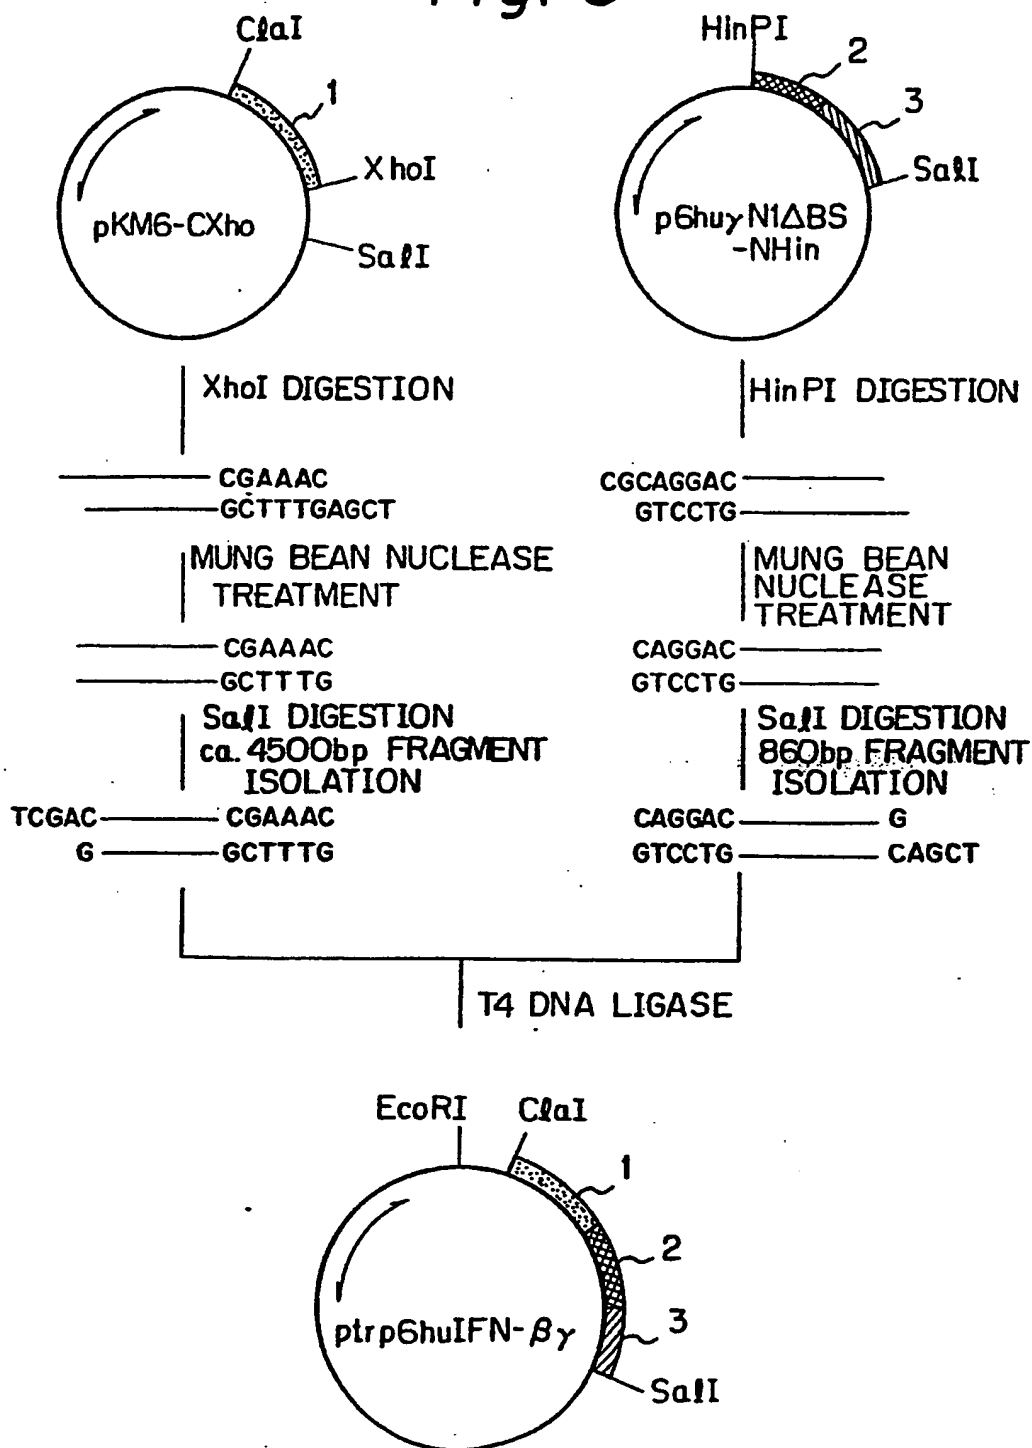 ClaI
1
XhoI
SalI
pKM6-CXho
HinPI
2
3
SalI
p6huγN1ΔBS
-NHin
XhoI DIGESTION
HinPI DIGESTION
CGAAAC
GCTTTGAGCT
CGCAGGAC
GTCCTG
MUNG BEAN NUCLEASE
TREATMENT
MUNG BEAN
NUCLEASE
TREATMENT
CGAAAC
GCTTTG
CAGGAC
GTCCTG
SalI DIGESTION
ca. 4500bp FRAGMENT
ISOLATION
SalI DIGESTION
860bp FRAGMENT
ISOLATION
TCGAC CGAAAC
G GCTTTG
CAGGAC G
GTCCTG CAGCT
T4 DNA LIGASE
EcoRI
ClaI
1
2
3
ptrp6huIFN-βγ
SalI